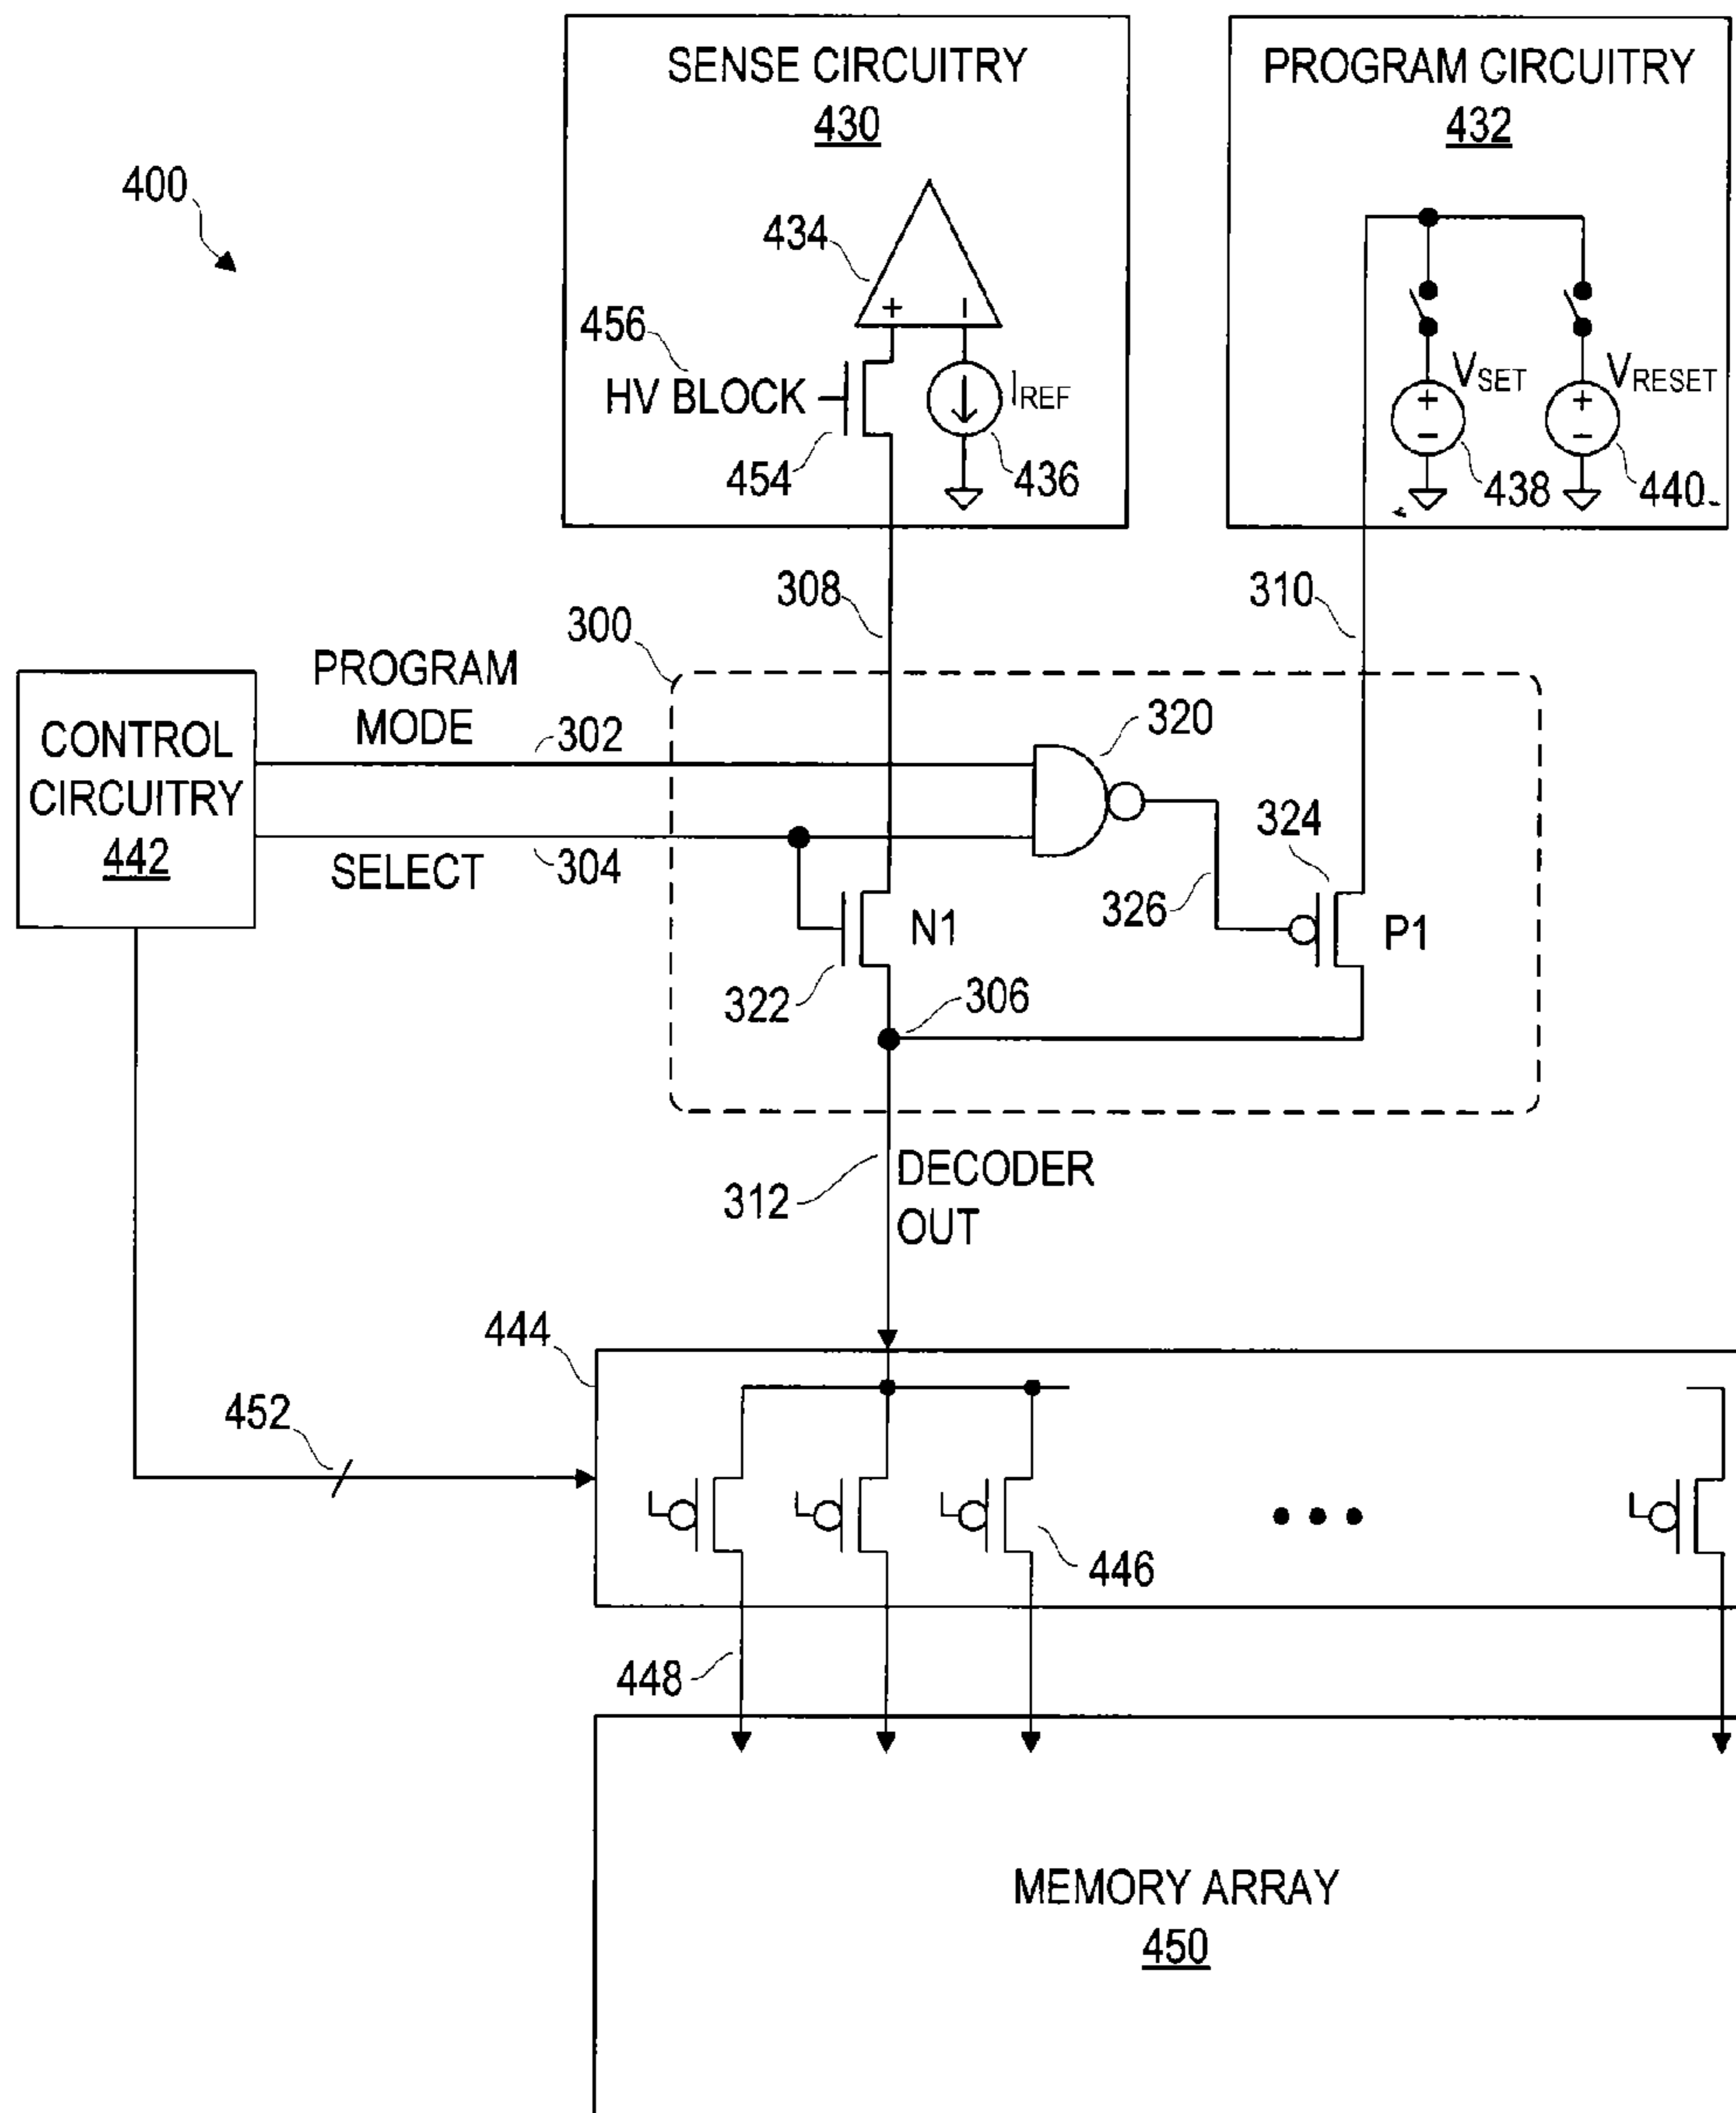 SENSE CIRCUITRY
430
PROGRAM CIRCUITRY
432
400
434
+
–
456
HV BLOCK
454
I_REF
436
V_SET
V_RESET
+
–
+
–
438
440
308
310
300
PROGRAM
MODE
302
320
CONTROL
CIRCUITRY
442
SELECT
304
324
326
N1
P1
322
306
312
DECODER
OUT
444
452
446
448
MEMORY ARRAY
450